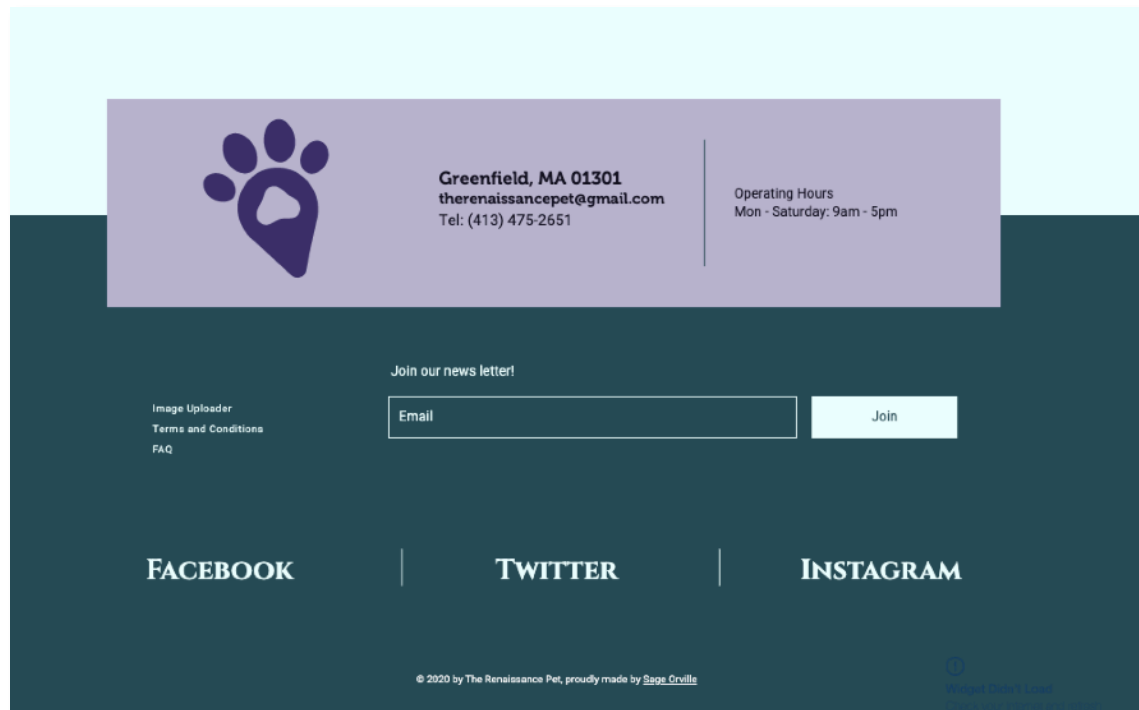 Greenfield, MA 01301
therenaissancepet@gmail.com
Tel: (413) 475-2651
Operating Hours
Mon - Saturday: 9am - 5pm
Join our news letter!
Image Uploader
Terms and Conditions
FAQ
Email
Join
Facebook
Twitter
Instagram
© 2020 by The Renaissance Pet, proudly made by Sage Orville
Widget Didn't Load